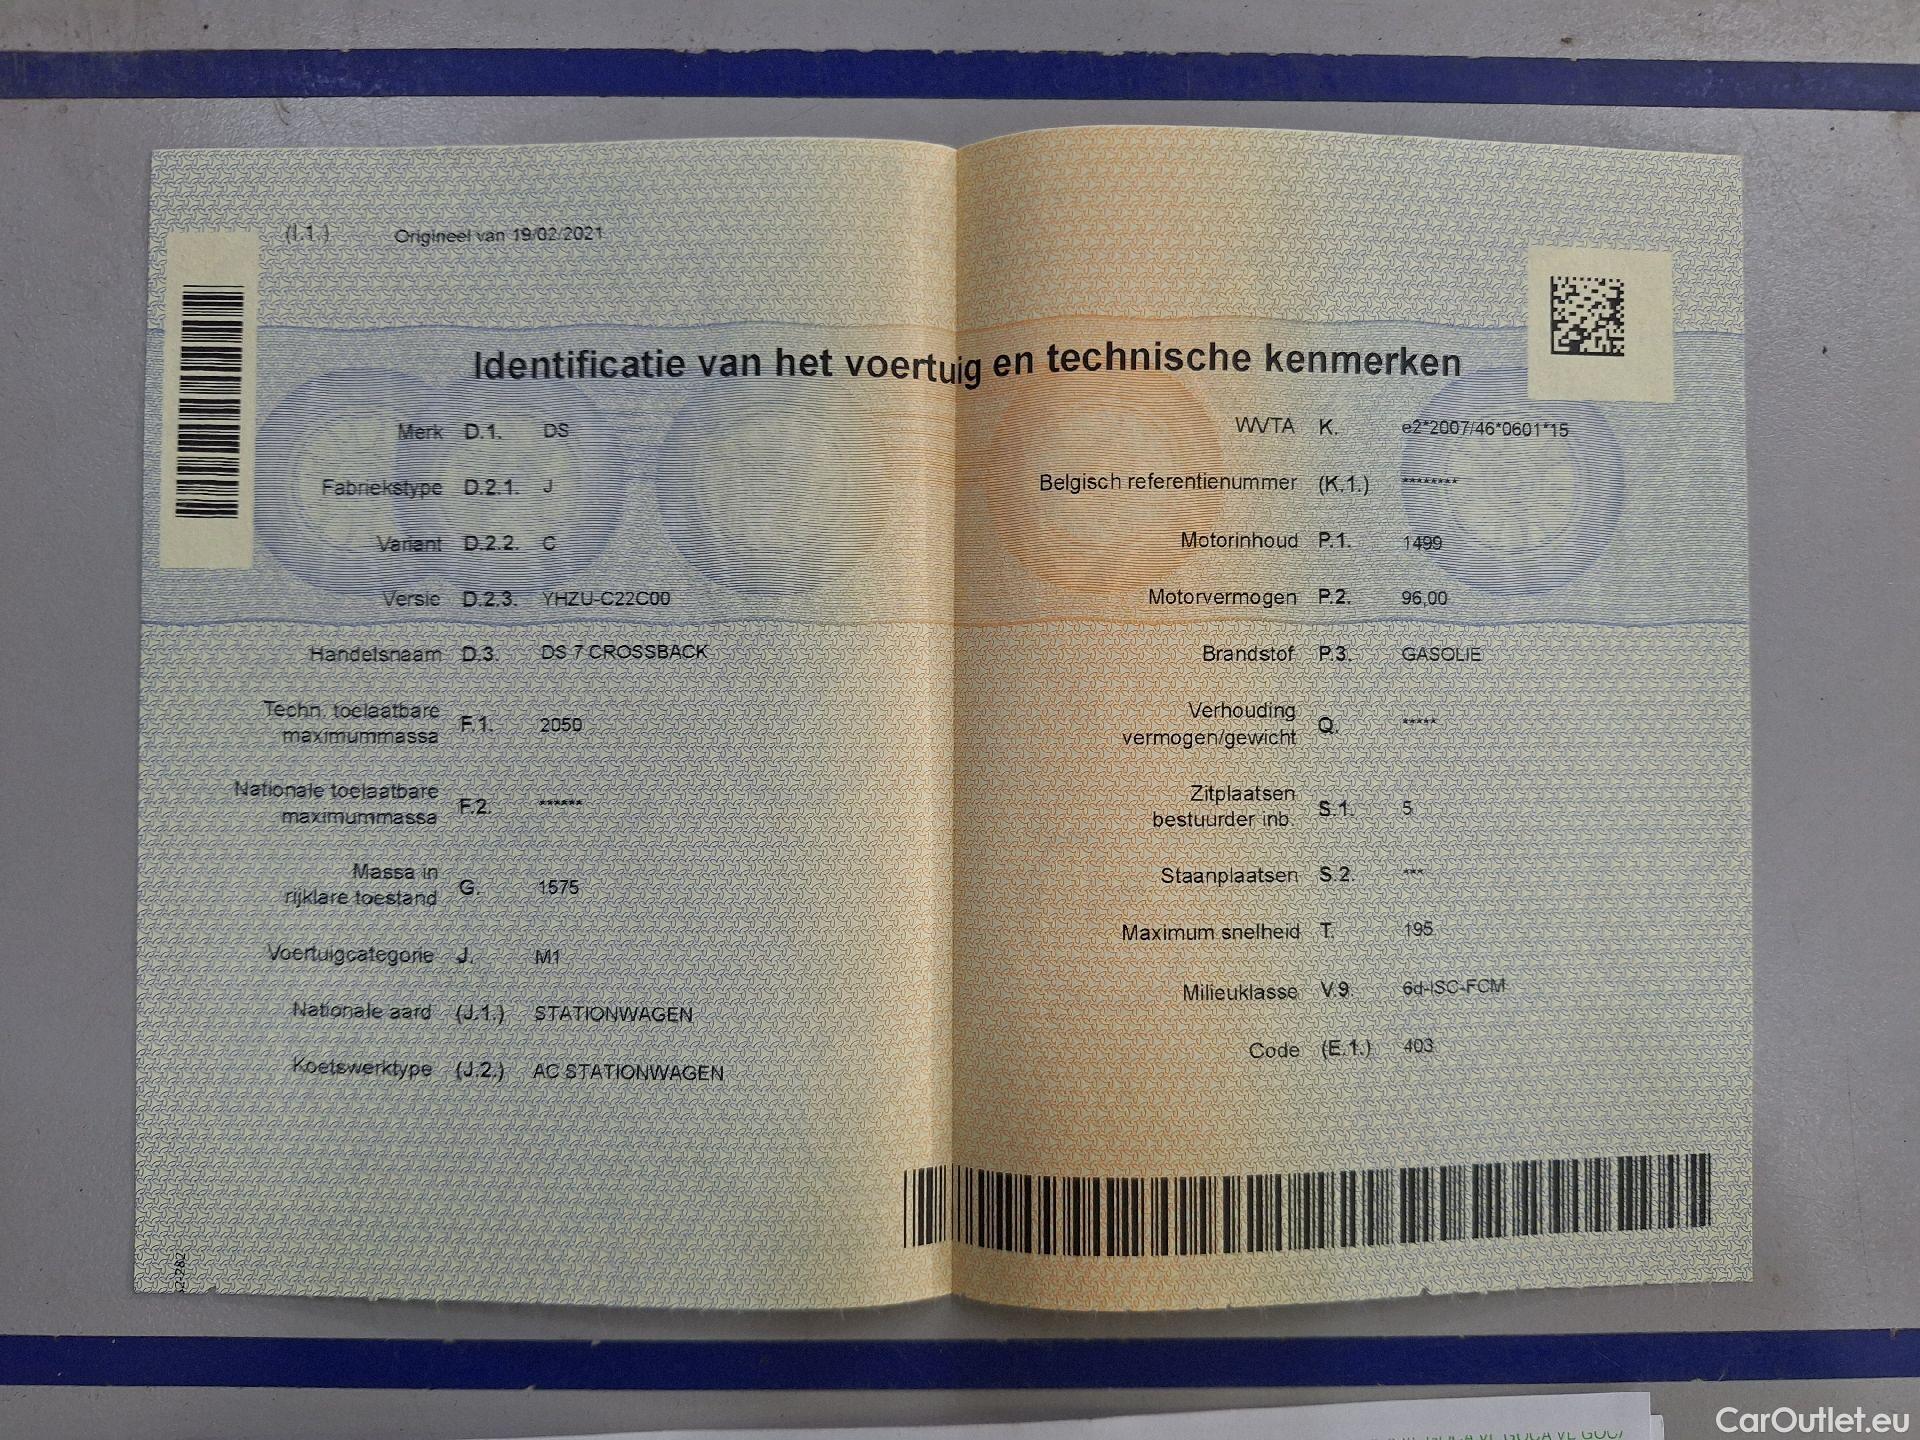 (I.1.) Origineel van 19/02/2021
Identificatie van het voertuig en technische kenmerken
Merk D.1. DS
Fabriekstype D.2.1. J
Variant D.2.2. C
Versie D.2.3. YHZU-C22C00
Handelsnaam D.3. DS 7 CROSSBACK
Techn. toelaatbare
maximummassa F.1. 2050
Nationale toelaatbare
maximummassa F.2. ******
Massa in
rijklare toestand G. 1575
Voertuigcategorie J. M1
Nationale aard (J.1.) STATIONWAGEN
Koetswerktype (J.2.) AC STATIONWAGEN
WVTA K. e2*2007/46*0601*15
Belgisch referentienummer (K.1.) ********
Motorinhoud P.1. 1499
Motorvermogen P.2. 96,00
Brandstof P.3. GASOLIE
Verhouding
vermogen/gewicht Q. *****
Zitplaatsen
bestuurder inb. S.1. 5
Staanplaatsen S.2. ***
Maximum snelheid T. 195
Milieuklasse V.9. 6d-ISC-FCM
Code (E.1.) 403
CarOutlet.eu